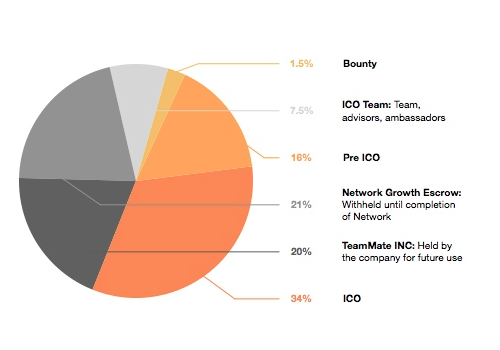 1.5% Bounty
7.5% ICO Team: Team,
advisors, ambassadors
16% Pre ICO
21% Network Growth Escrow:
Withheld until completion
of Network
20% TeamMate INC: Held by
the company for future use
34% ICO